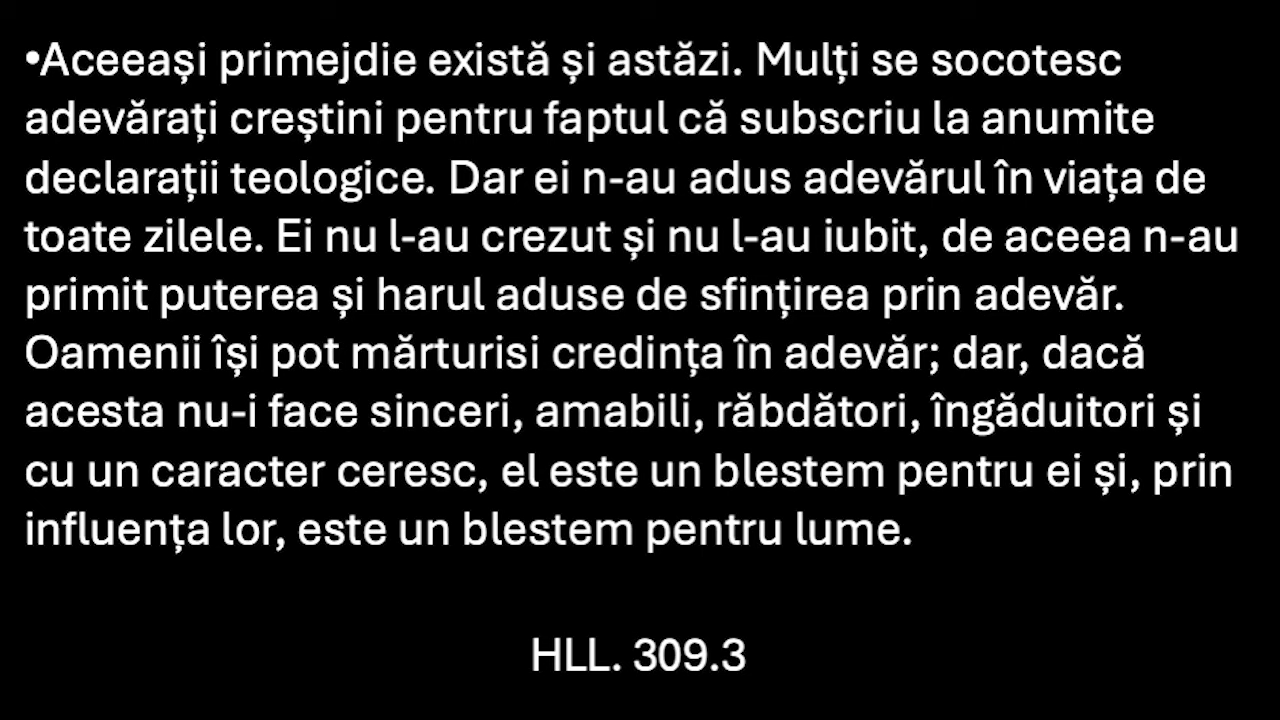 •Aceeași primejdie există și astăzi. Mulți se socotesc
adevărați creștini pentru faptul că subscriu la anumite
declarații teologice. Dar ei n-au adus adevărul în viața de
toate zilele. Ei nu l-au crezut și nu l-au iubit, de aceea n-au
primit puterea și harul aduse de sfințirea prin adevăr.
Oamenii își pot mărturisi credința în adevăr; dar, dacă
acesta nu-i face sinceri, amabili, răbdători, îngăduitori și
cu un caracter ceresc, el este un blestem pentru ei și, prin
influența lor, este un blestem pentru lume.
HLL. 309.3